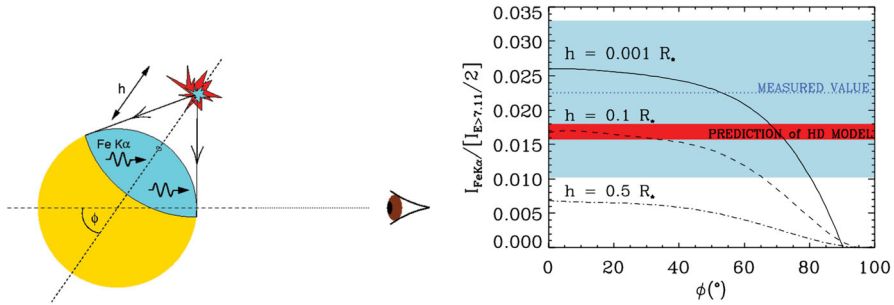 h
Fe Kα
ϕ
0.035
0.030
0.025
0.020
0.015
0.010
0.005
0.000
I_FeKα/[I_E>7.11/2]
h = 0.001 R⋆
MEASURED VALUE
h = 0.1 R⋆
PREDICTION of HD MODEL
h = 0.5 R⋆
0 20 40 60 80 100
ϕ(°)